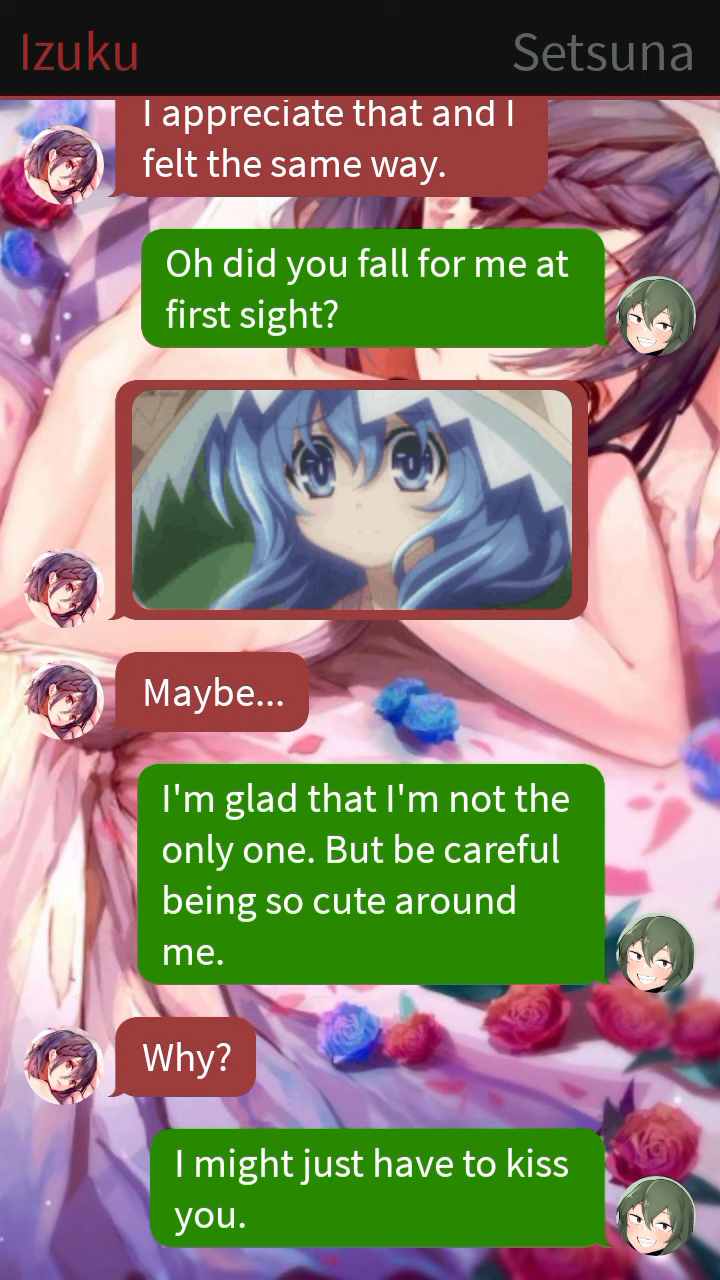 Izuku
Setsuna
I appreciate that and I
felt the same way.
Oh did you fall for me at
first sight?
Maybe...
I'm glad that I'm not the
only one. But be careful
being so cute around
me.
Why?
I might just have to kiss
you.